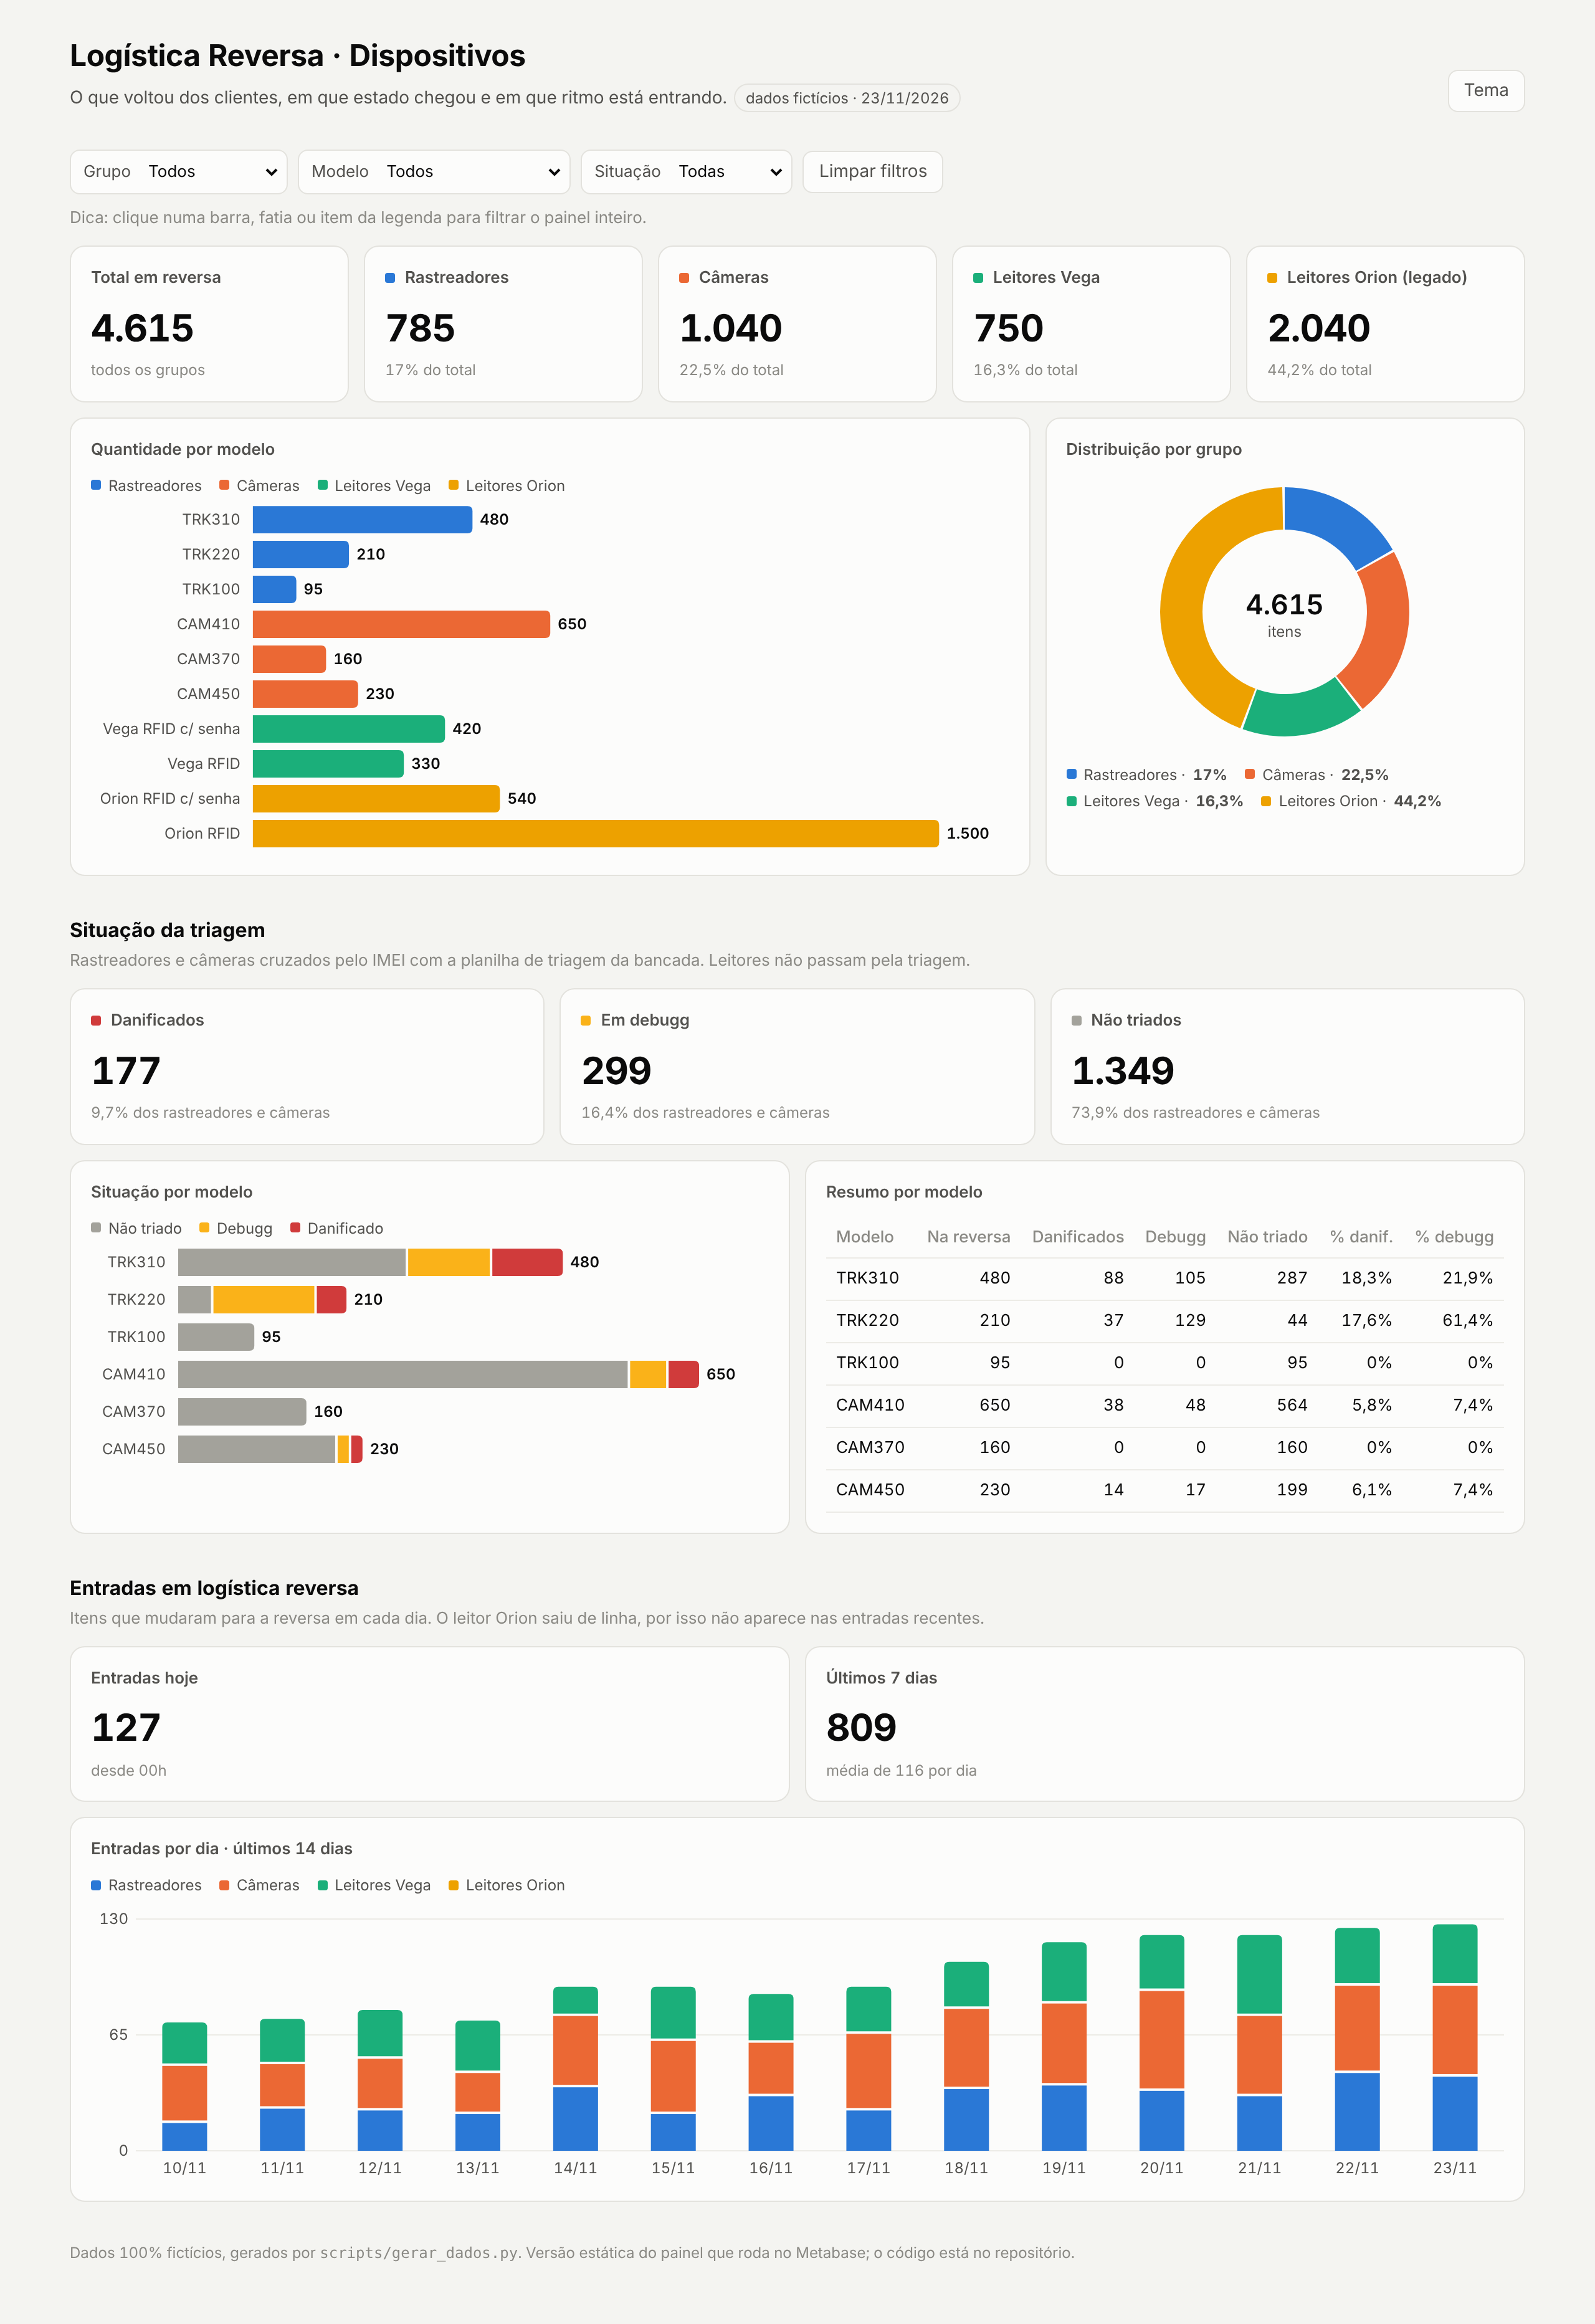 Logística Reversa · Dispositivos
O que voltou dos clientes, em que estado chegou e em que ritmo está entrando. dados fictícios · 23/11/2026
Tema
Grupo Todos Modelo Todos Situação Todas Limpar filtros
Dica: clique numa barra, fatia ou item da legenda para filtrar o painel inteiro.
Total em reversa
4.615
todos os grupos
Rastreadores
785
17% do total
Câmeras
1.040
22,5% do total
Leitores Vega
750
16,3% do total
Leitores Orion (legado)
2.040
44,2% do total
Quantidade por modelo
Rastreadores Câmeras Leitores Vega Leitores Orion
TRK310 480
TRK220 210
TRK100 95
CAM410 650
CAM370 160
CAM450 230
Vega RFID c/ senha 420
Vega RFID 330
Orion RFID c/ senha 540
Orion RFID 1.500
Distribuição por grupo
4.615
itens
Rastreadores · 17% Câmeras · 22,5%
Leitores Vega · 16,3% Leitores Orion · 44,2%
Situação da triagem
Rastreadores e câmeras cruzados pelo IMEI com a planilha de triagem da bancada. Leitores não passam pela triagem.
Danificados
177
9,7% dos rastreadores e câmeras
Em debugg
299
16,4% dos rastreadores e câmeras
Não triados
1.349
73,9% dos rastreadores e câmeras
Situação por modelo
Não triado Debugg Danificado
TRK310 480
TRK220 210
TRK100 95
CAM410 650
CAM370 160
CAM450 230
Resumo por modelo
Modelo Na reversa Danificados Debugg Não triado % danif. % debugg
TRK310 480 88 105 287 18,3% 21,9%
TRK220 210 37 129 44 17,6% 61,4%
TRK100 95 0 0 95 0% 0%
CAM410 650 38 48 564 5,8% 7,4%
CAM370 160 0 0 160 0% 0%
CAM450 230 14 17 199 6,1% 7,4%
Entradas em logística reversa
Itens que mudaram para a reversa em cada dia. O leitor Orion saiu de linha, por isso não aparece nas entradas recentes.
Entradas hoje
127
desde 00h
Últimos 7 dias
809
média de 116 por dia
Entradas por dia · últimos 14 dias
Rastreadores Câmeras Leitores Vega Leitores Orion
130
65
0
10/11 11/11 12/11 13/11 14/11 15/11 16/11 17/11 18/11 19/11 20/11 21/11 22/11 23/11
Dados 100% fictícios, gerados por scripts/gerar_dados.py. Versão estática do painel que roda no Metabase; o código está no repositório.